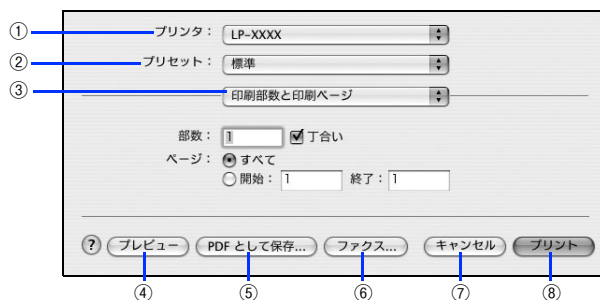 ① プリンタ： LP-XXXX
② プリセット： 標準
③ 印刷部数と印刷ページ
部数： 1 丁合い
ページ： すべて
開始： 1 終了： 1
? プレビュー PDF として保存... ファクス... キャンセル プリント
④ ⑤ ⑥ ⑦ ⑧